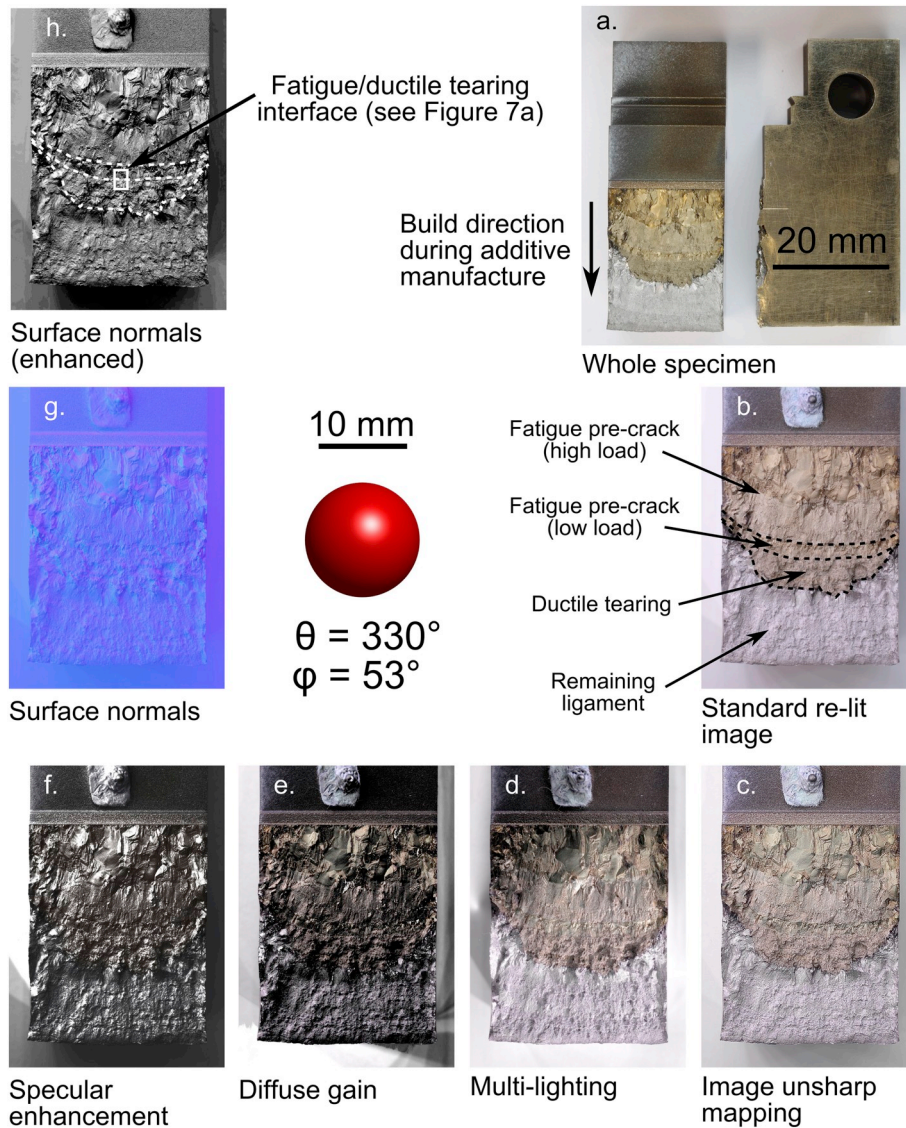 h.
Fatigue/ductile tearing
interface (see Figure 7a)
Surface normals
(enhanced)
a.
Build direction
during additive
manufacture
20 mm
Whole specimen
g.
Surface normals
10 mm
θ = 330°
φ = 53°
b.
Fatigue pre-crack
(high load)
Fatigue pre-crack
(low load)
Ductile tearing
Remaining
ligament
Standard re-lit
image
f.
Specular
enhancement
e.
Diffuse gain
d.
Multi-lighting
c.
Image unsharp
mapping